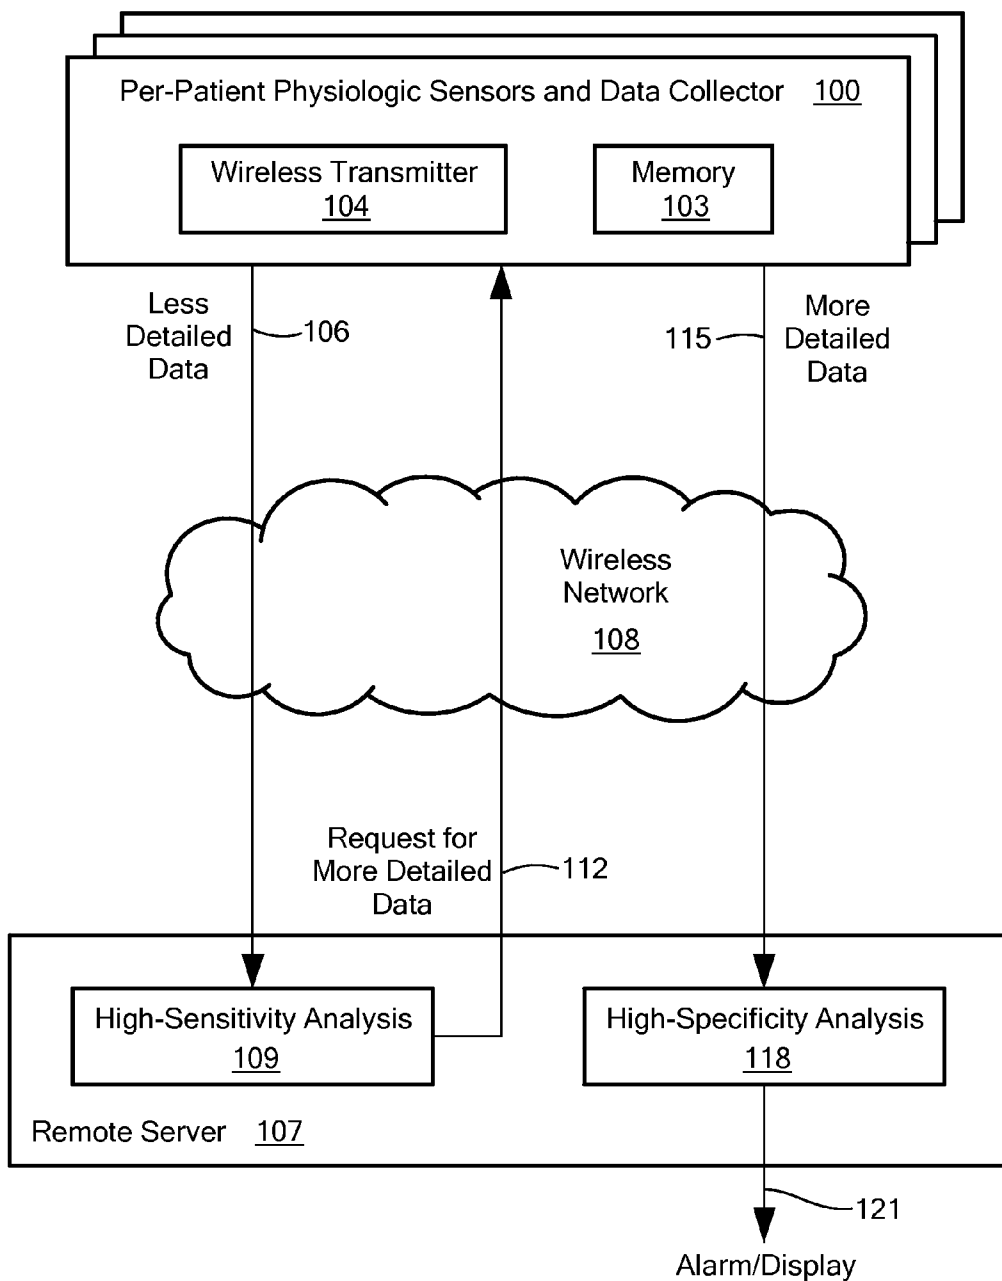 Per-Patient Physiologic Sensors and Data Collector 100
Wireless Transmitter
104
Memory
103
Less
Detailed
Data
106
115
More
Detailed
Data
Wireless
Network
108
Request for
More Detailed
Data
112
High-Sensitivity Analysis
109
High-Specificity Analysis
118
Remote Server 107
121
Alarm/Display